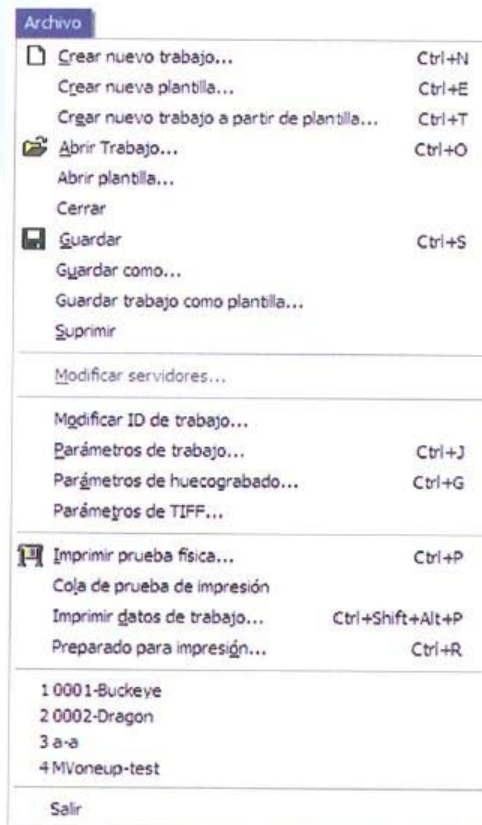 Archivo
Crear nuevo trabajo... Ctrl+N
Crear nueva plantilla... Ctrl+E
Crear nuevo trabajo a partir de plantilla... Ctrl+T
Abrir Trabajo... Ctrl+O
Abrir plantilla...
Cerrar
Guardar Ctrl+S
Guardar como...
Guardar trabajo como plantilla...
Suprimir
Modificar servidores...
Modificar ID de trabajo...
Parámetros de trabajo... Ctrl+J
Parámetros de huecograbado... Ctrl+G
Parámetros de TIFF...
Imprimir prueba física... Ctrl+P
Cola de prueba de impresión
Imprimir datos de trabajo... Ctrl+Shift+Alt+P
Preparado para impresión... Ctrl+R
1 0001-Buckeye
2 0002-Dragon
3 a-a
4 MVoneup-test
Salir